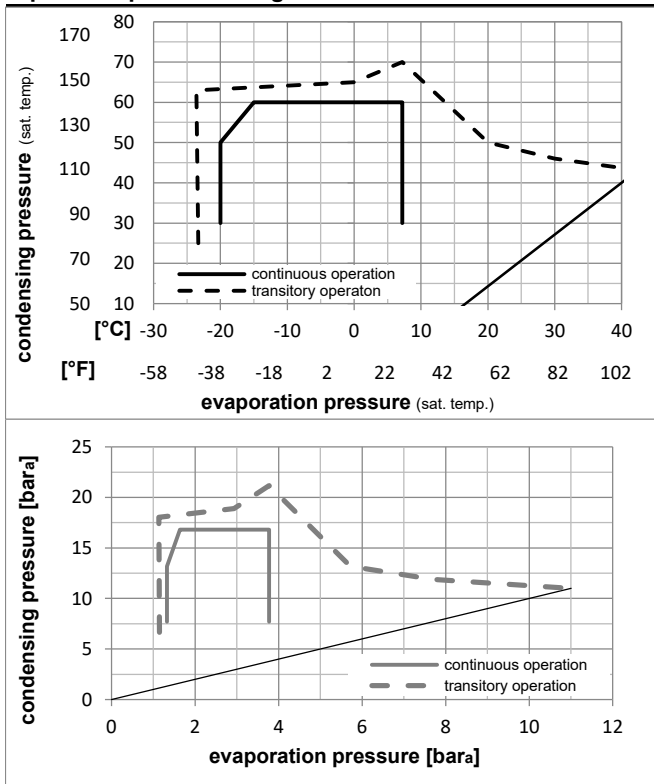 170 80
70
150 60
130 50
110 40
90 30
70 20
50 10
condensing pressure (sat. temp.)
continuous operation
transitory operaton
[°C] -30 -20 -10 0 10 20 30 40
[°F] -58 -38 -18 2 22 42 62 82 102
evaporation pressure (sat. temp.)
25
20
15
10
5
0
condensing pressure [bara]
continuous operation
transitory operation
0 2 4 6 8 10 12
evaporation pressure [bara]